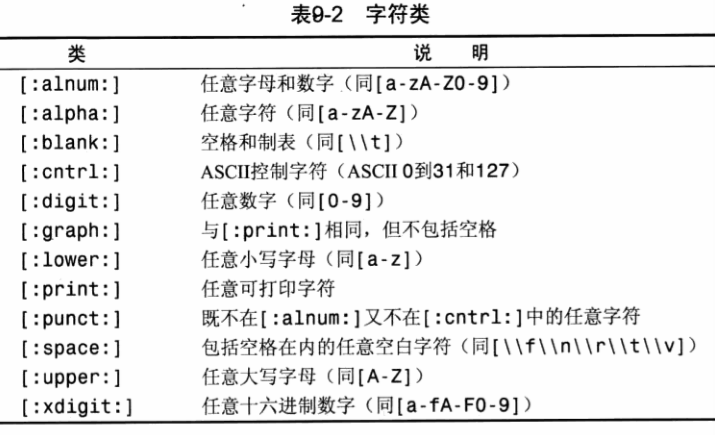 表9-2 字符类
类 说 明
[:alnum:] 任意字母和数字（同[a-zA-Z0-9]）
[:alpha:] 任意字符（同[a-zA-Z]）
[:blank:] 空格和制表（同[\\t]）
[:cntrl:] ASCII控制字符（ASCII 0到31和127）
[:digit:] 任意数字（同[0-9]）
[:graph:] 与[:print:]相同，但不包括空格
[:lower:] 任意小写字母（同[a-z]）
[:print:] 任意可打印字符
[:punct:] 既不在[:alnum:]又不在[:cntrl:]中的任意字符
[:space:] 包括空格在内的任意空白字符（同[\\f\\n\\r\\t\\v]）
[:upper:] 任意大写字母（同[A-Z]）
[:xdigit:] 任意十六进制数字（同[a-fA-F0-9]）